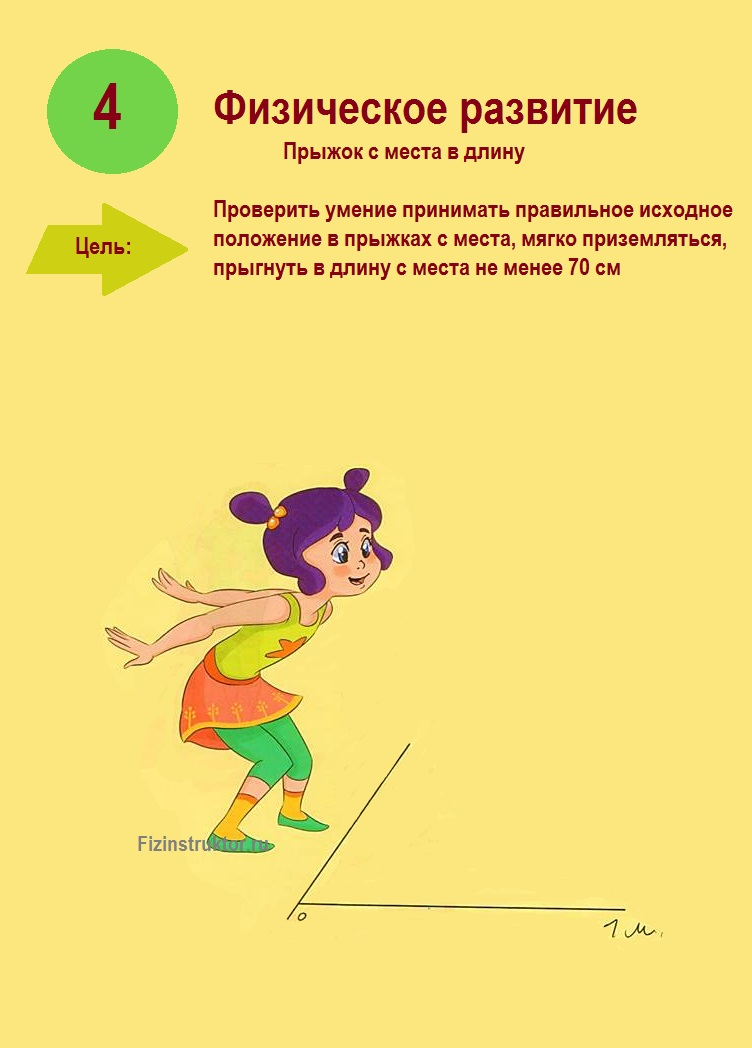 4
Физическое развитие
Прыжок с места в длину
Цель:
Проверить умение принимать правильное исходное
положение в прыжках с места, мягко приземляться,
прыгнуть в длину с места не менее 70 см
Fizinstruktor.ru
0
1 м.